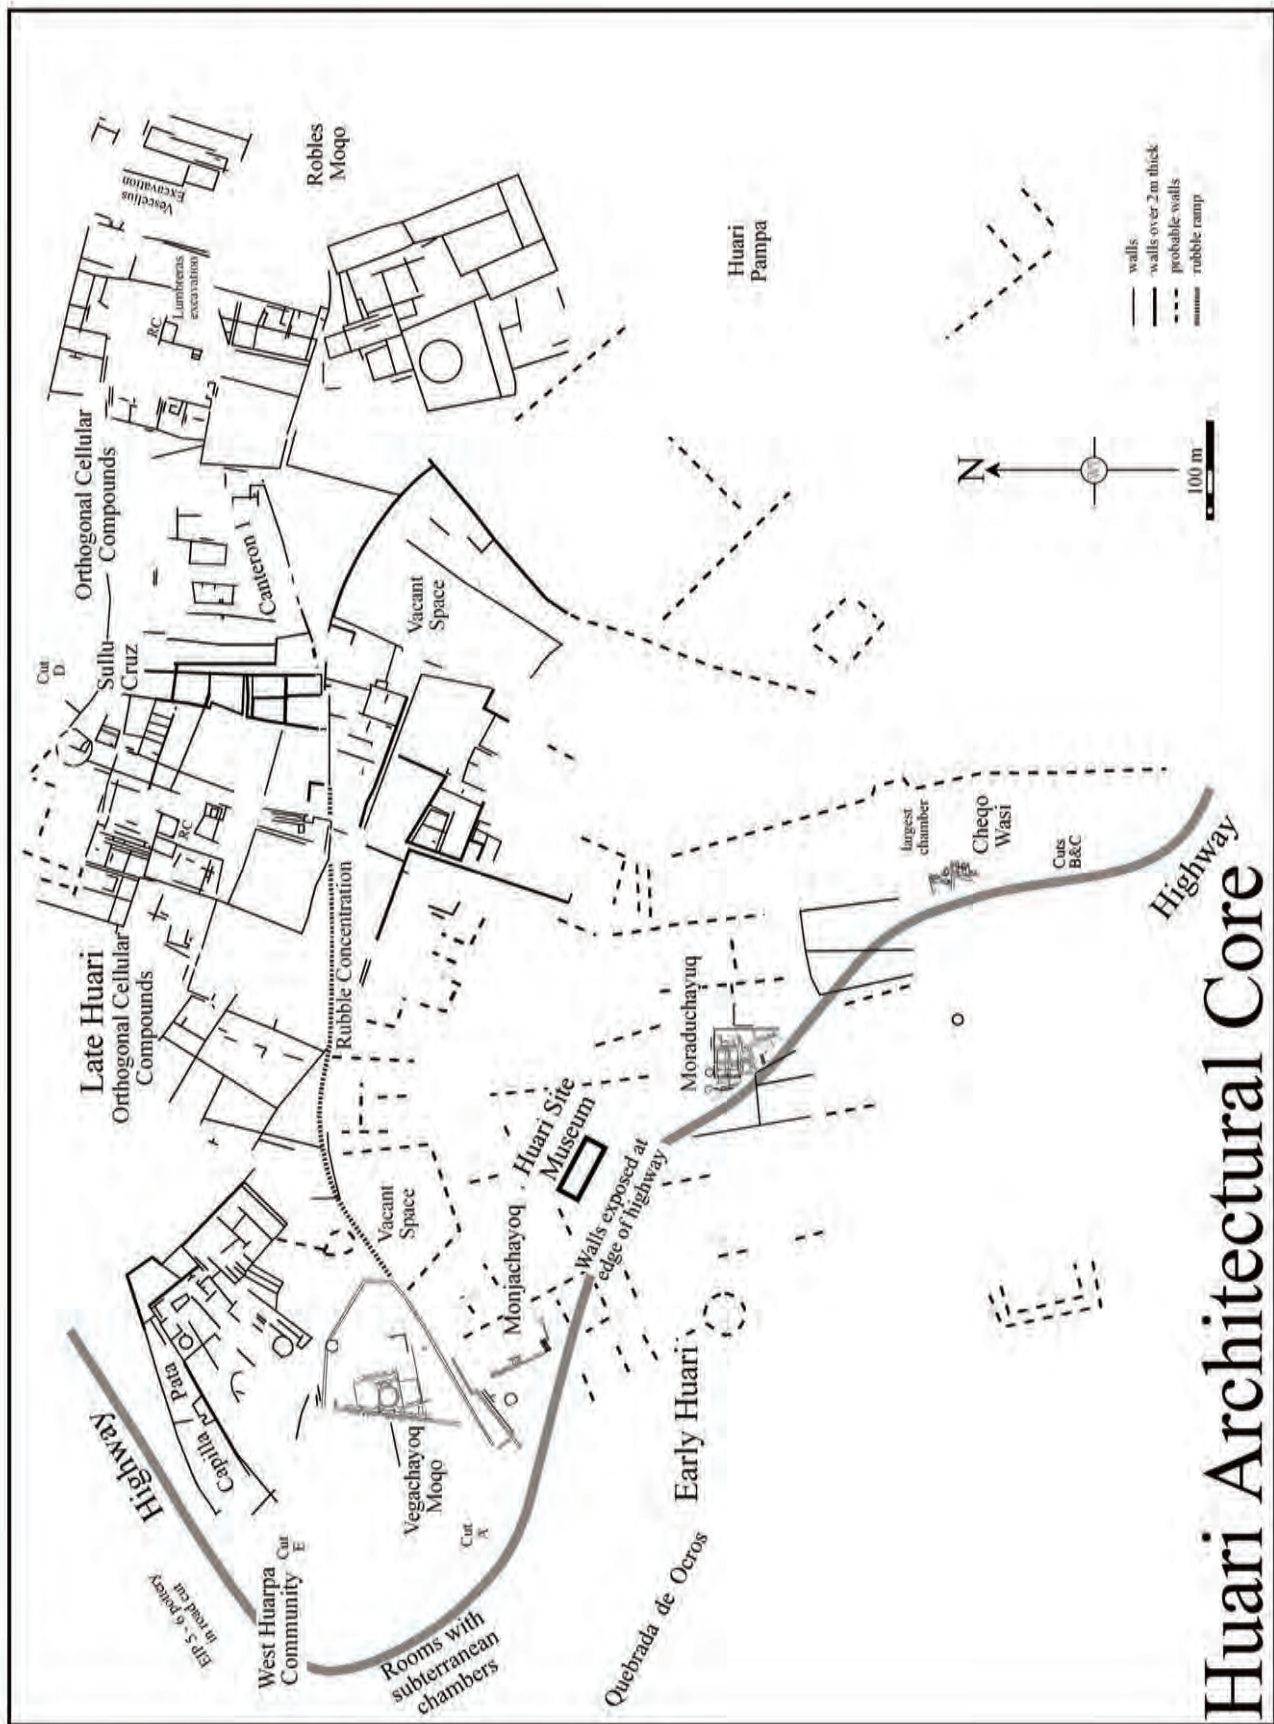 Highway
EIP 5 - 6 pottery
in road cut
West Huarpa
Community
Cut
E
Capilla / Pata
Late Huari
Orthogonal Cellular
Compounds
RC
Cut
D
Sullu
Cruz
Orthogonal Cellular
Compounds
Canteron 1
RC
Lumbreras
excavation
Vescelius
Excavation
Robles
Moqo
Rooms with
subterranean
chambers
Cut
A
Vegachayoq
Moqo
Vacant
Space
Rubble Concentration
Vacant
Space
Monjachayoq
Huari Site
Museum
Walls exposed at
edge of highway
Quebrada de Ocros
Early Huari
Moraduchayuq
Huari
Pampa
largest
chamber
Cheqo
Wasi
Cuts
B&C
Highway
N
100 m
walls
walls over 2 m thick
probable walls
rubble ramp
Huari Architectural Core